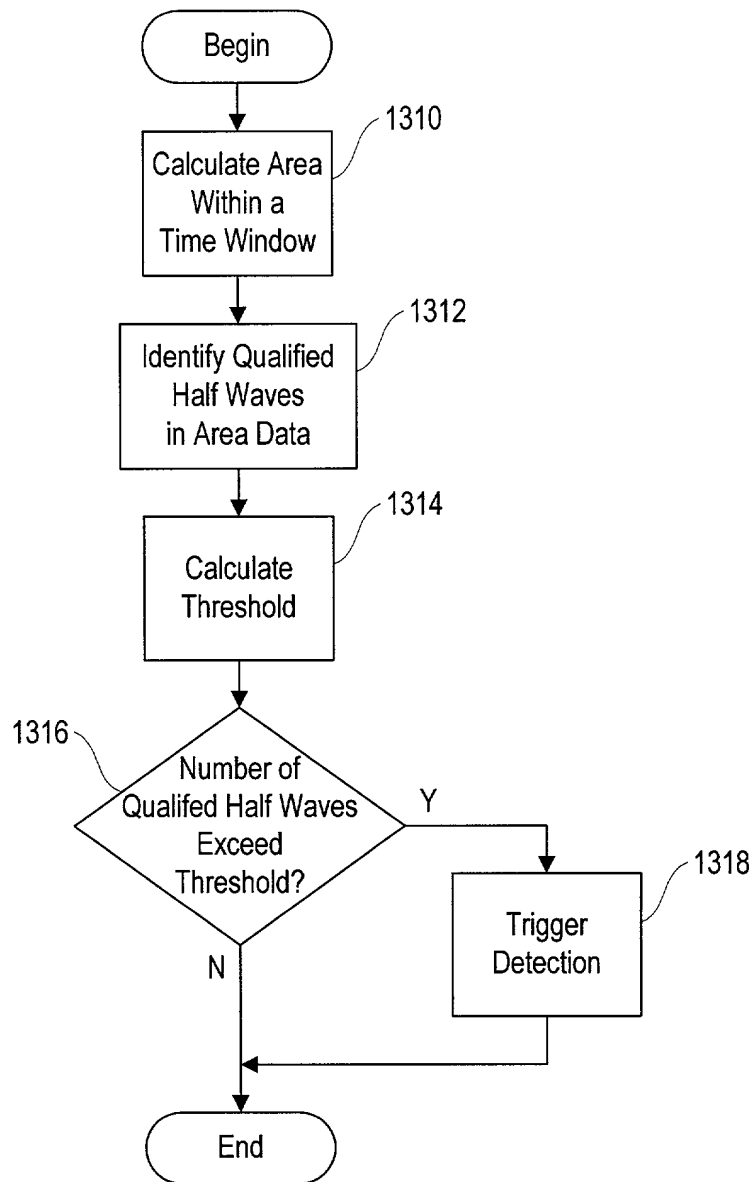 Begin
1310
Calculate Area
Within a
Time Window
1312
Identify Qualified
Half Waves
in Area Data
1314
Calculate
Threshold
1316
Number of
Qualifed Half Waves
Exceed
Threshold?
Y
N
1318
Trigger
Detection
End